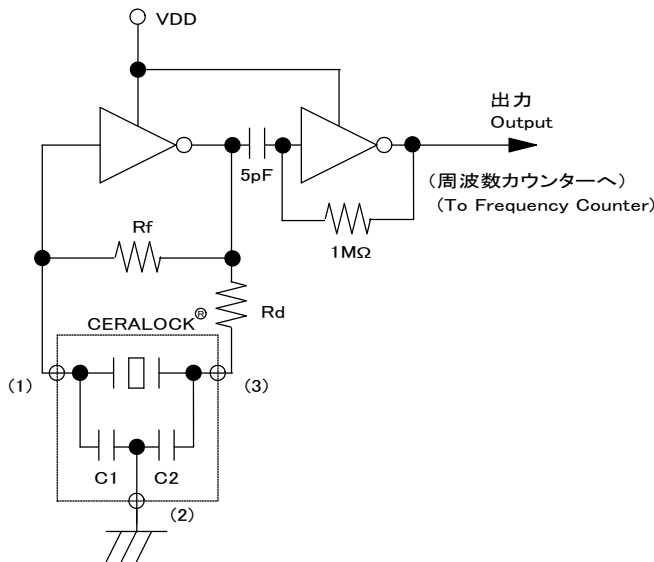 VDD
出力
Output
5pF
(周波数カウンターへ)
(To Frequency Counter)
Rf
1MΩ
CERALOCK®
Rd
(1)
(3)
C1
C2
(2)